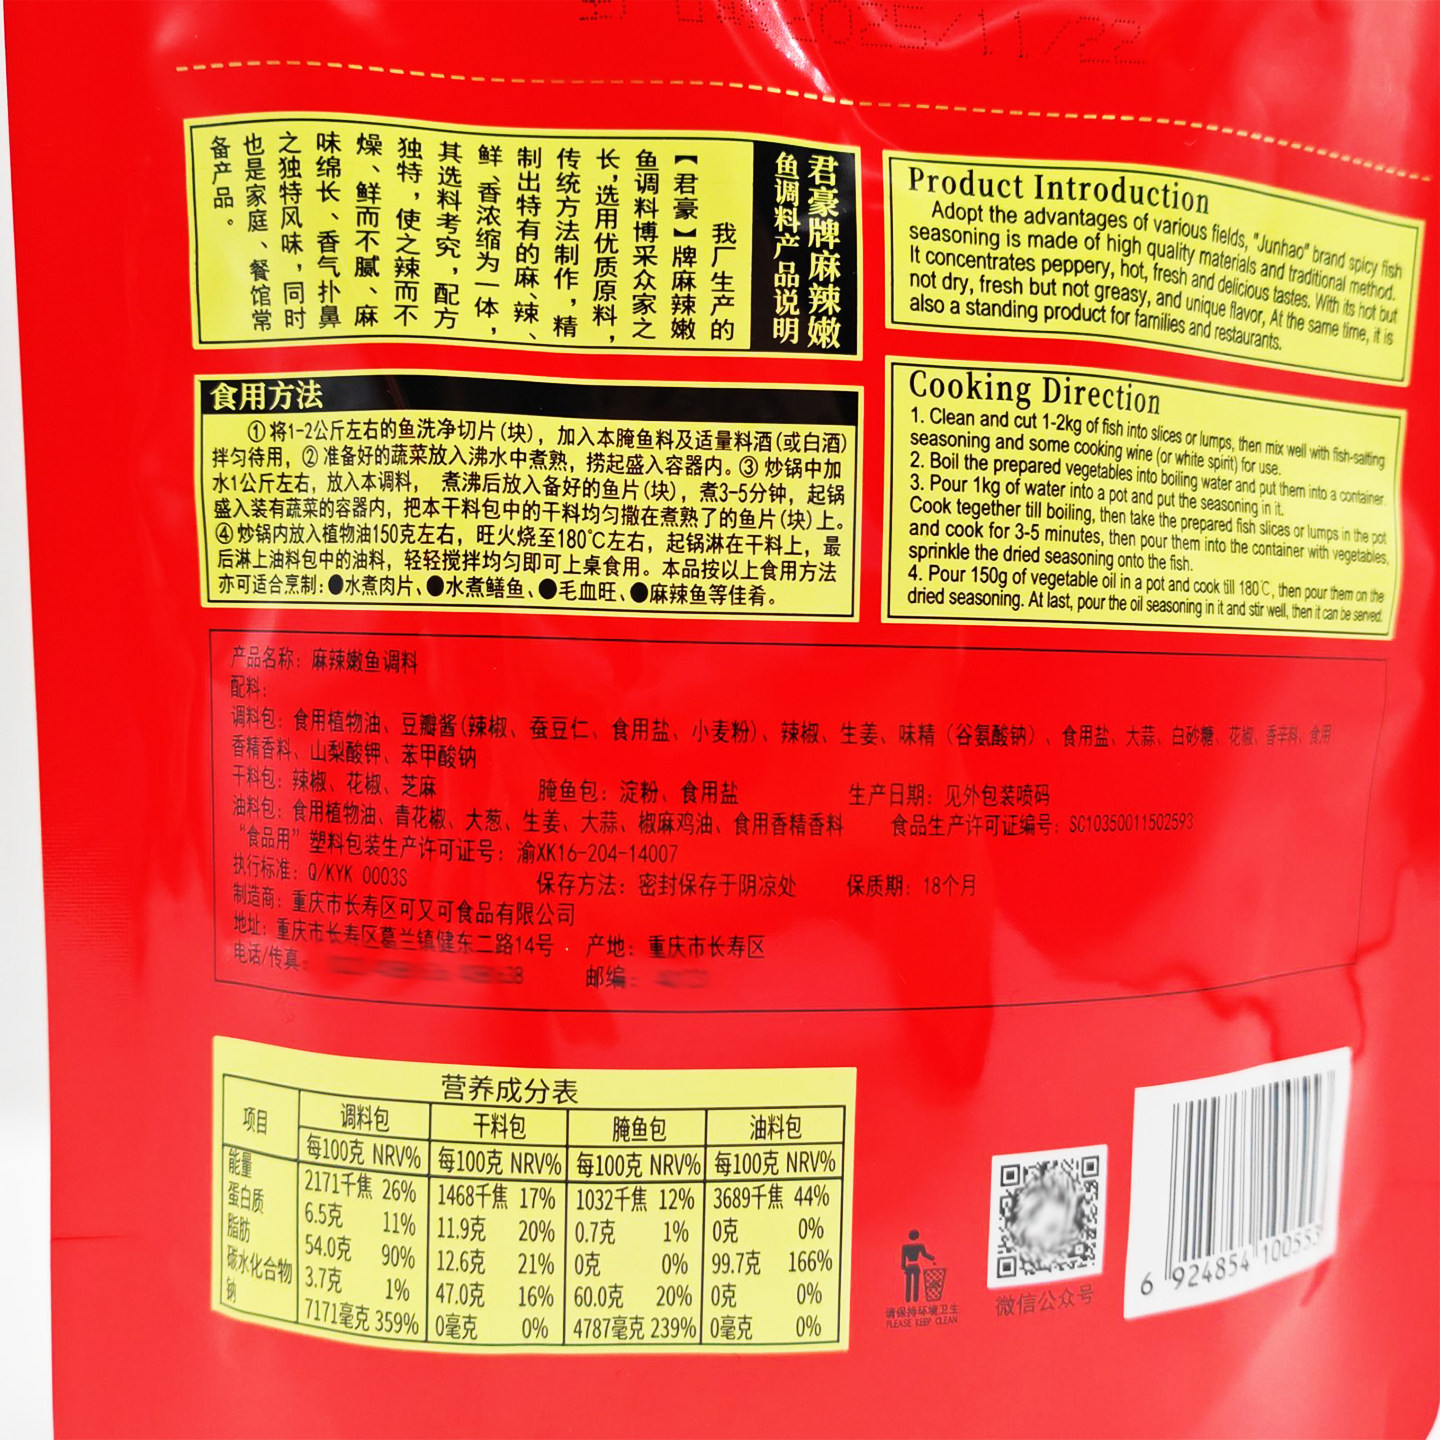 2025/11/22
君豪牌麻辣嫩
鱼调料产品说明
我厂生产的
【君豪】牌麻辣嫩
鱼调料博采众家之
长，选用优质原料，
传统方法制作，精
制出特有的麻、辣、
鲜、香浓缩为一体，
其选料考究，配方
独特，使之辣而不
燥、鲜而不腻、麻
味绵长、香气扑鼻
之独特风味，同时
也是家庭、餐馆常
备产品。
Product Introduction
Adopt the advantages of various fields, "Junhao" brand spicy fish
seasoning is made of high quality materials and traditional method.
It concentrates peppery, hot, fresh and delicious tastes. With its hot but
not dry, fresh but not greasy, and unique flavor, At the same time, it is
also a standing product for families and restaurants.
食用方法
①将1-2公斤左右的鱼洗净切片(块)，加入本腌鱼料及适量料酒(或白酒)
拌匀待用，②准备好的蔬菜放入沸水中煮熟，捞起盛入容器内。③炒锅中加
水1公斤左右，放入本调料， 煮沸后放入备好的鱼片(块)，煮3-5分钟，起锅
盛入装有蔬菜的容器内，把本干料包中的干料均匀撒在煮熟了的鱼片(块)上。
④炒锅内放入植物油150克左右，旺火烧至180℃左右，起锅淋在干料上，最
后淋上油料包中的油料，轻轻搅拌均匀即可上桌食用。本品按以上食用方法
亦可适合烹制:●水煮肉片、●水煮鳝鱼、●毛血旺、●麻辣鱼等佳肴。
Cooking Direction
1. Clean and cut 1-2kg of fish into slices or lumps, then mix well with fish-salting
seasoning and some cooking wine (or white spirit) for use.
2. Boil the prepared vegetables into boiling water and put them into a container.
3. Pour 1kg of water into a pot and put the seasoning in it.
Cook tegether till boiling, then take the prepared fish slices or lumps in the pot
and cook for 3-5 minutes, then pour them into the container with vegetables,
sprinkle the dried seasoning onto the fish.
4. Pour 150g of vegetable oil in a pot and cook till 180℃, then pour them on the
dried seasoning. At last, pour the oil seasoning in it and stir well, then it can be served.
产品名称：麻辣嫩鱼调料
配料：
调料包：食用植物油、豆瓣酱(辣椒、蚕豆仁、食用盐、小麦粉)、辣椒、生姜、味精（谷氨酸钠）、食用盐、大蒜、白砂糖、花椒、香辛料、食用
香精香料、山梨酸钾、苯甲酸钠
干料包：辣椒、花椒、芝麻 腌鱼包：淀粉、食用盐 生产日期：见外包装喷码
油料包：食用植物油、青花椒、大葱、生姜、大蒜、椒麻鸡油、食用香精香料 食品生产许可证编号：SC10350011502593
“食品用”塑料包装生产许可证号：渝XK16-204-14007
执行标准：Q/KYK 0003S 保存方法：密封保存于阴凉处 保质期：18个月
制造商：重庆市长寿区可又可食品有限公司
地址：重庆市长寿区葛兰镇健东二路14号 产地：重庆市长寿区
电话/传真： 邮编：
营养成分表
项目 调料包 干料包 腌鱼包 油料包
每100克 NRV% 每100克 NRV% 每100克 NRV% 每100克 NRV%
能量 2171千焦 26% 1468千焦 17% 1032千焦 12% 3689千焦 44%
蛋白质 6.5克 11% 11.9克 20% 0.7克 1% 0克 0%
脂肪 54.0克 90% 12.6克 21% 0克 0% 99.7克 166%
碳水化合物 3.7克 1% 47.0克 16% 60.0克 20% 0克 0%
钠 7171毫克 359% 0毫克 0% 4787毫克 239% 0毫克 0%
请保持环境卫生
PLEASE KEEP CLEAN
微信公众号
6 924854 100553